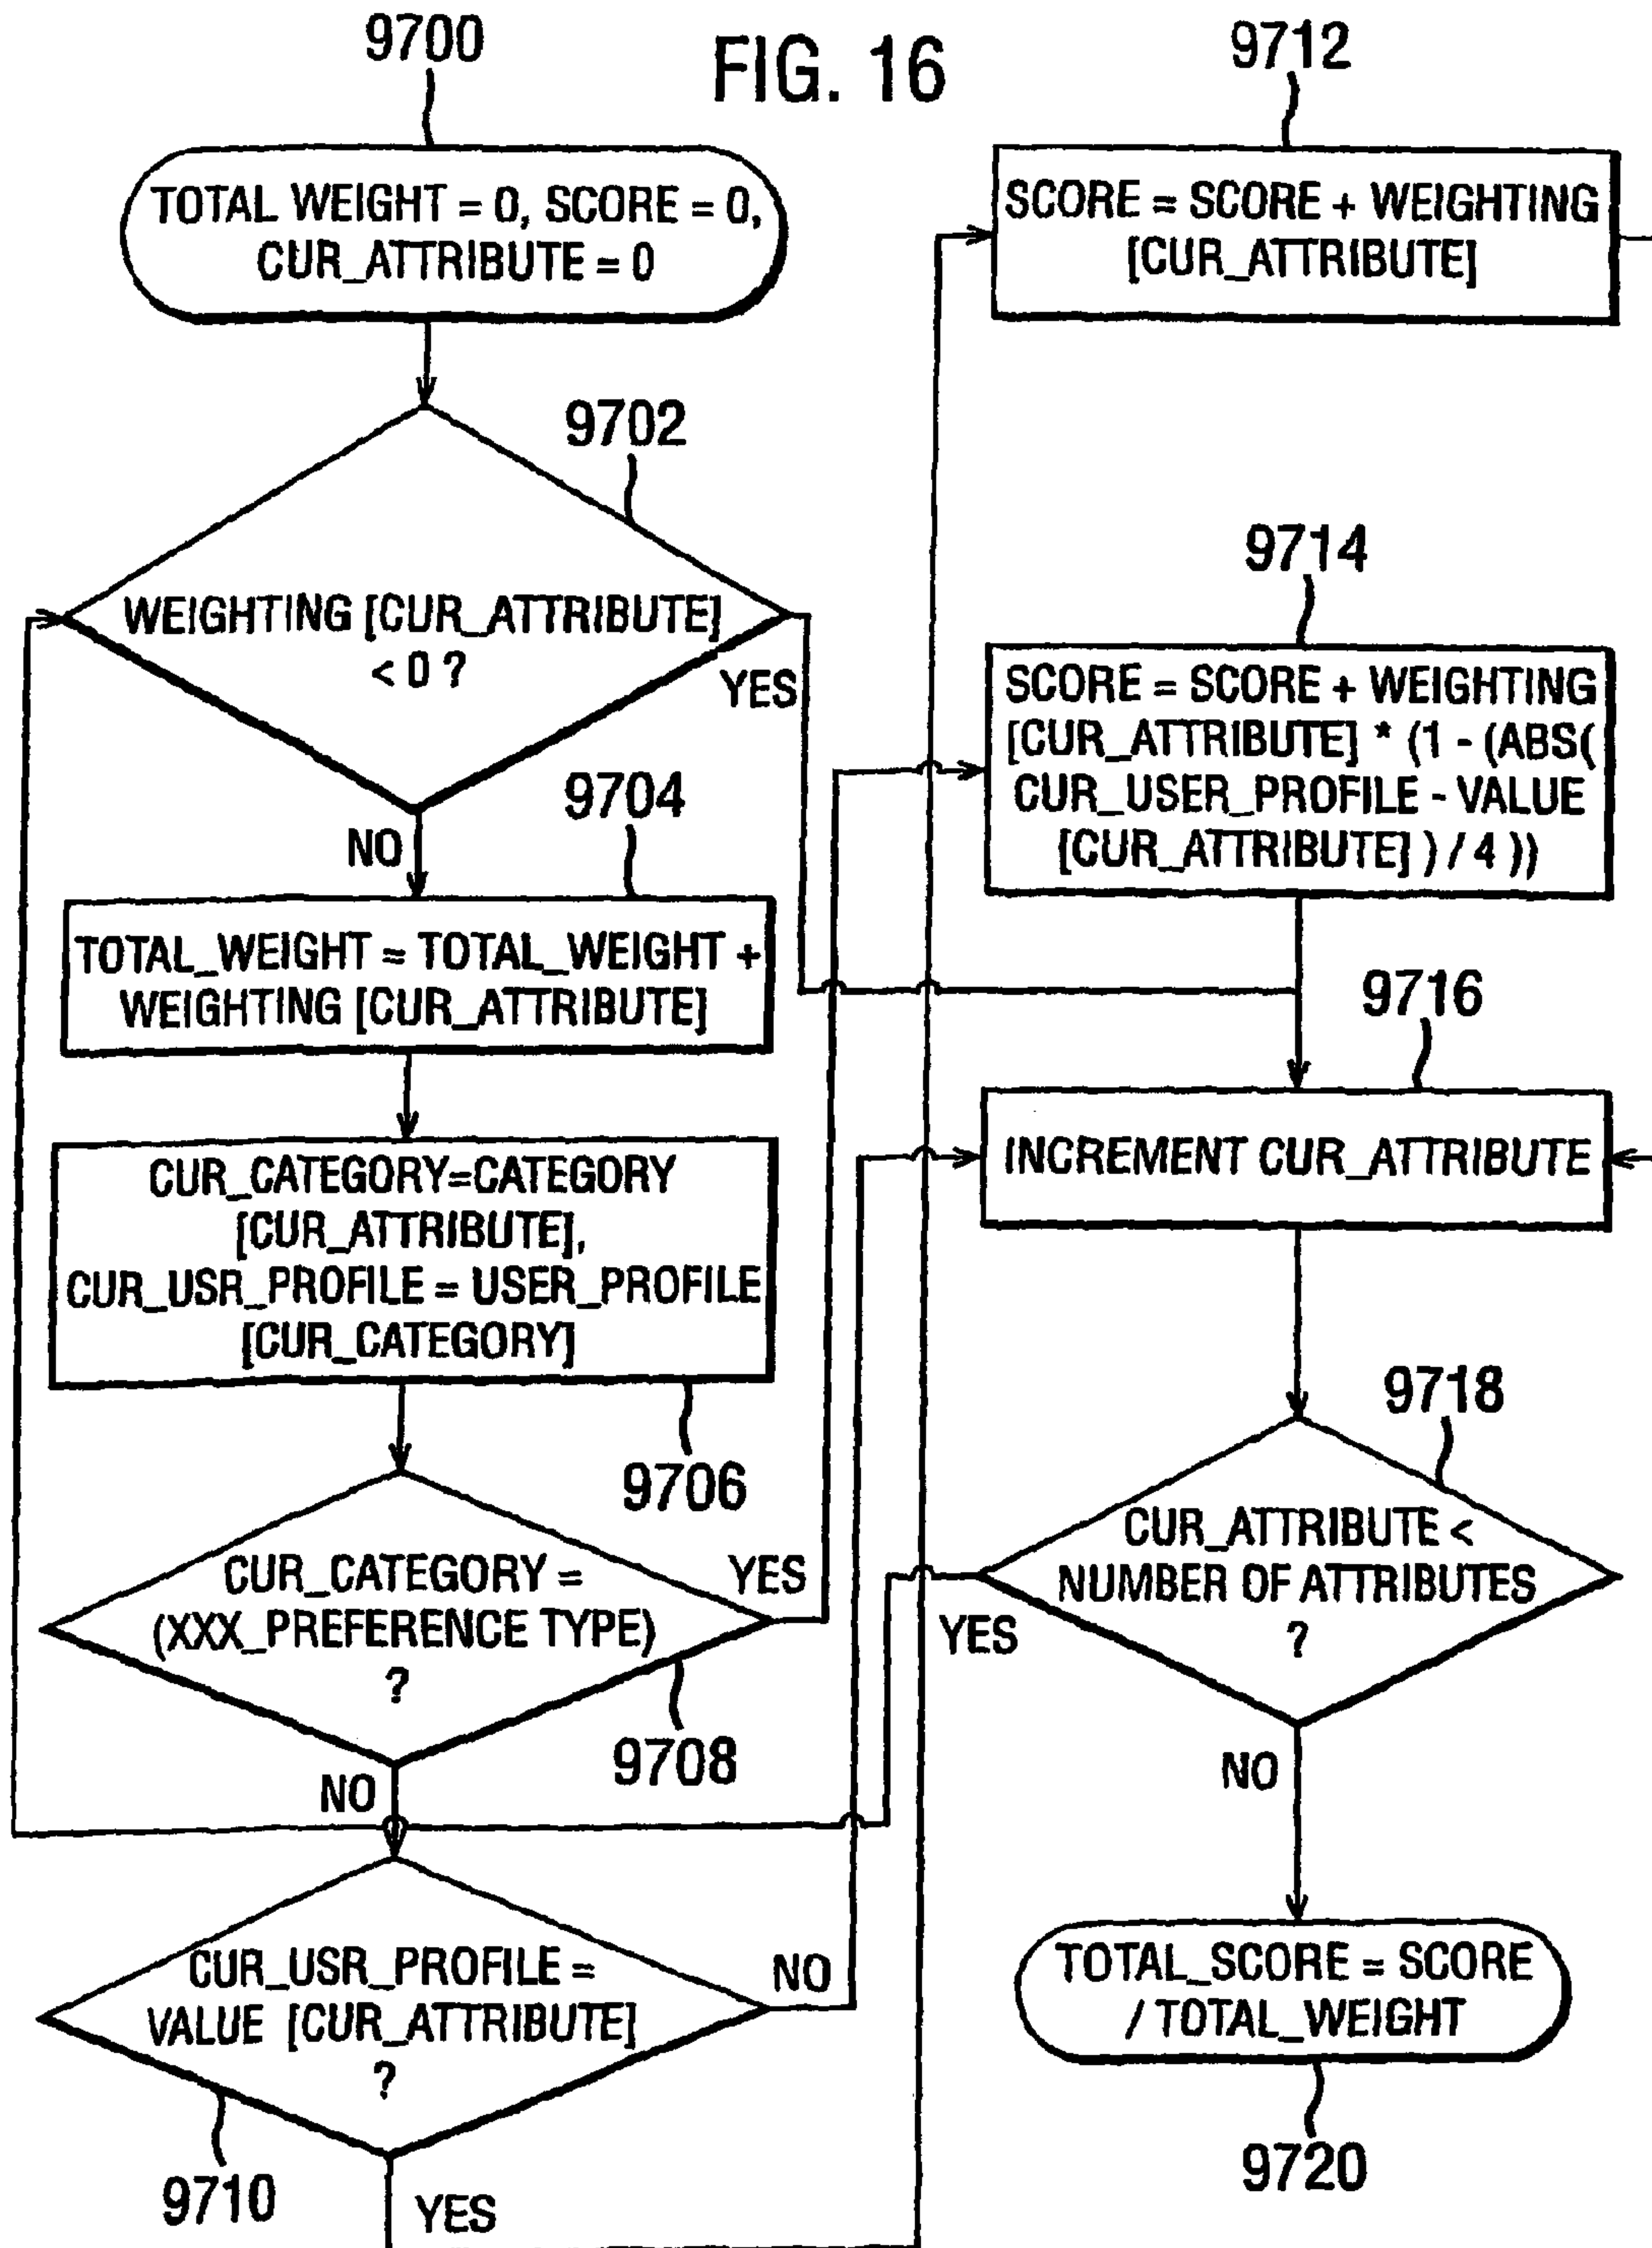 FIG. 16
9700
TOTAL WEIGHT = 0, SCORE = 0,
CUR_ATTRIBUTE = 0
9702
WEIGHTING [CUR_ATTRIBUTE]
< 0 ?
YES
NO
9704
TOTAL_WEIGHT = TOTAL_WEIGHT +
WEIGHTING [CUR_ATTRIBUTE]
CUR_CATEGORY=CATEGORY
[CUR_ATTRIBUTE],
CUR_USR_PROFILE = USER_PROFILE
[CUR_CATEGORY]
9706
CUR_CATEGORY =
(XXX_PREFERENCE TYPE)
?
YES
9708
NO
CUR_USR_PROFILE =
VALUE [CUR_ATTRIBUTE]
?
NO
9710
YES
9712
SCORE = SCORE + WEIGHTING
[CUR_ATTRIBUTE]
9714
SCORE = SCORE + WEIGHTING
[CUR_ATTRIBUTE] * (1 - (ABS(
CUR_USER_PROFILE - VALUE
[CUR_ATTRIBUTE] ) / 4 ))
9716
INCREMENT CUR_ATTRIBUTE
9718
CUR_ATTRIBUTE <
NUMBER OF ATTRIBUTES
?
YES
NO
TOTAL_SCORE = SCORE
/ TOTAL_WEIGHT
9720